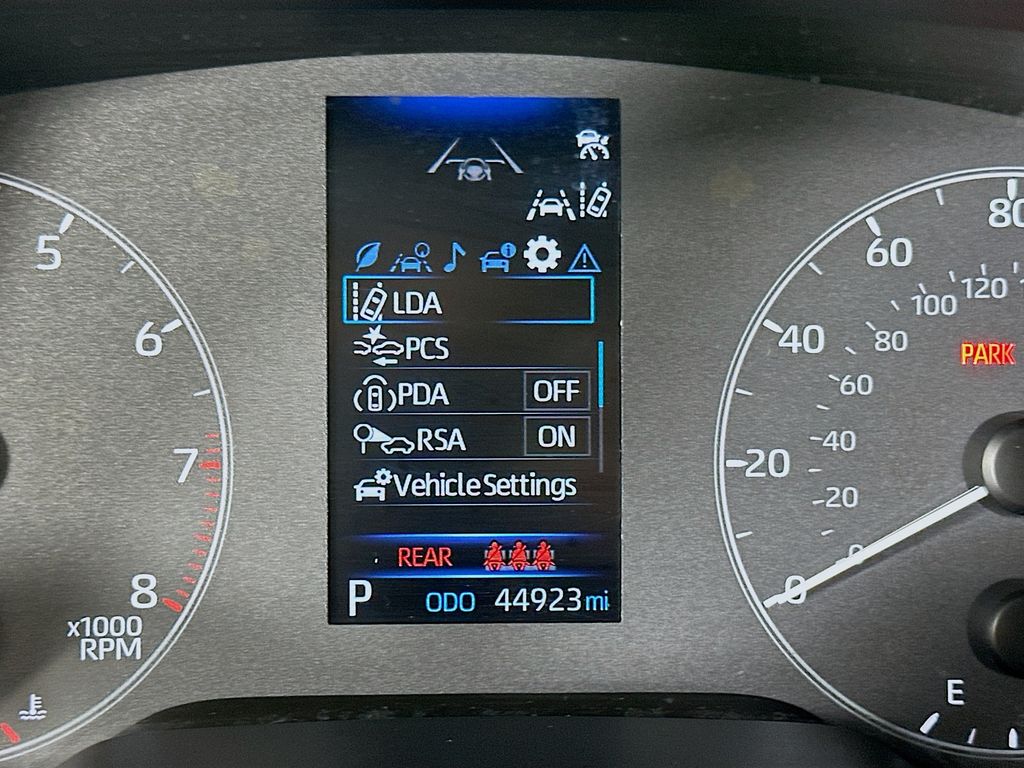 LDA
PCS
PDA OFF
RSA ON
Vehicle Settings
REAR
P ODO 44923 mi
5
6
7
8
x1000
RPM
80
60
40
20
0
120
100
80
60
40
20
0
PARK
E